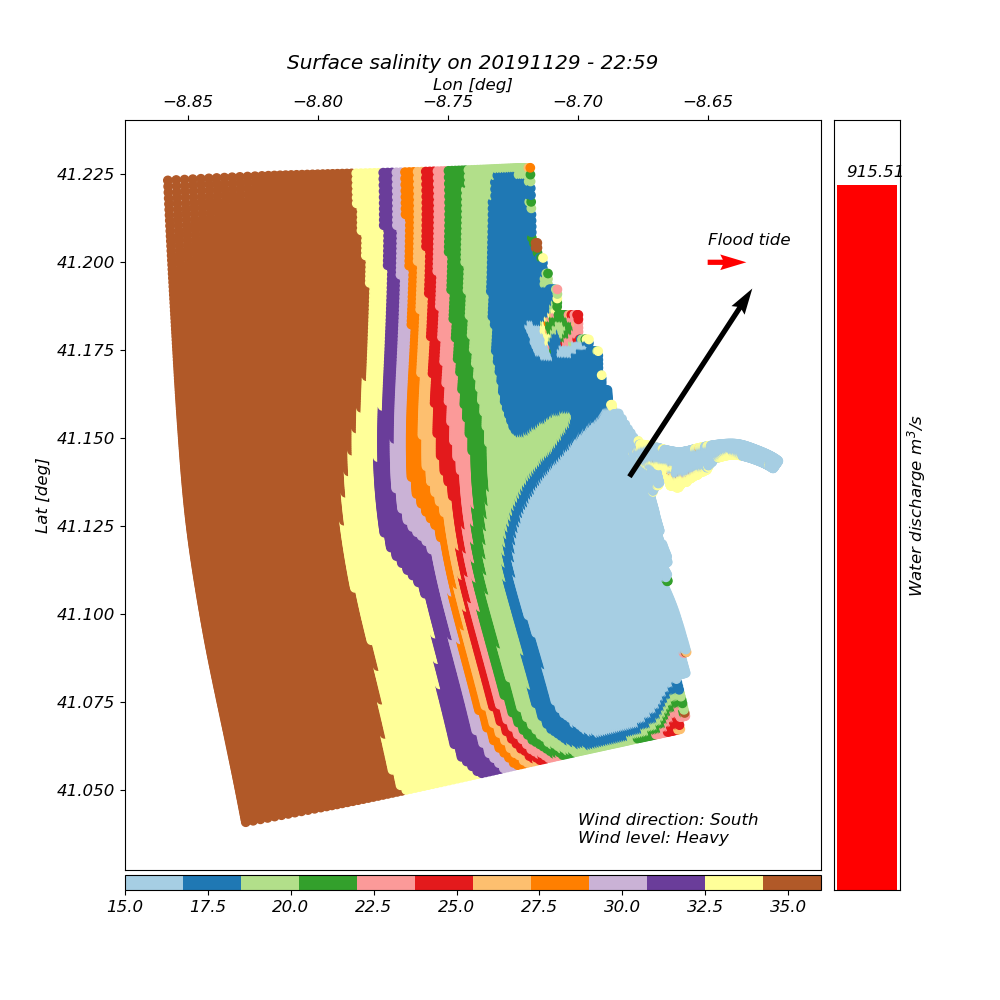 Surface salinity on 20191129 - 22:59
Lon [deg]
−8.85 −8.80 −8.75 −8.70 −8.65
915.51
41.225
Flood tide
41.200
41.175
41.150
41.125
41.100
41.075
41.050
Lat [deg]
Water discharge m³/s
Wind direction: South
Wind level: Heavy
15.0 17.5 20.0 22.5 25.0 27.5 30.0 32.5 35.0